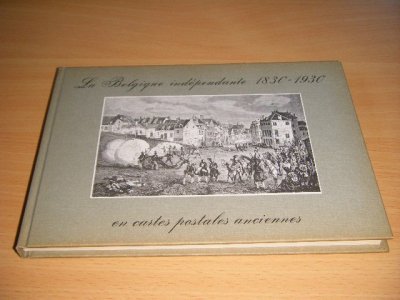 La Belgique indépendante 1830-1930
en cartes postales anciennes